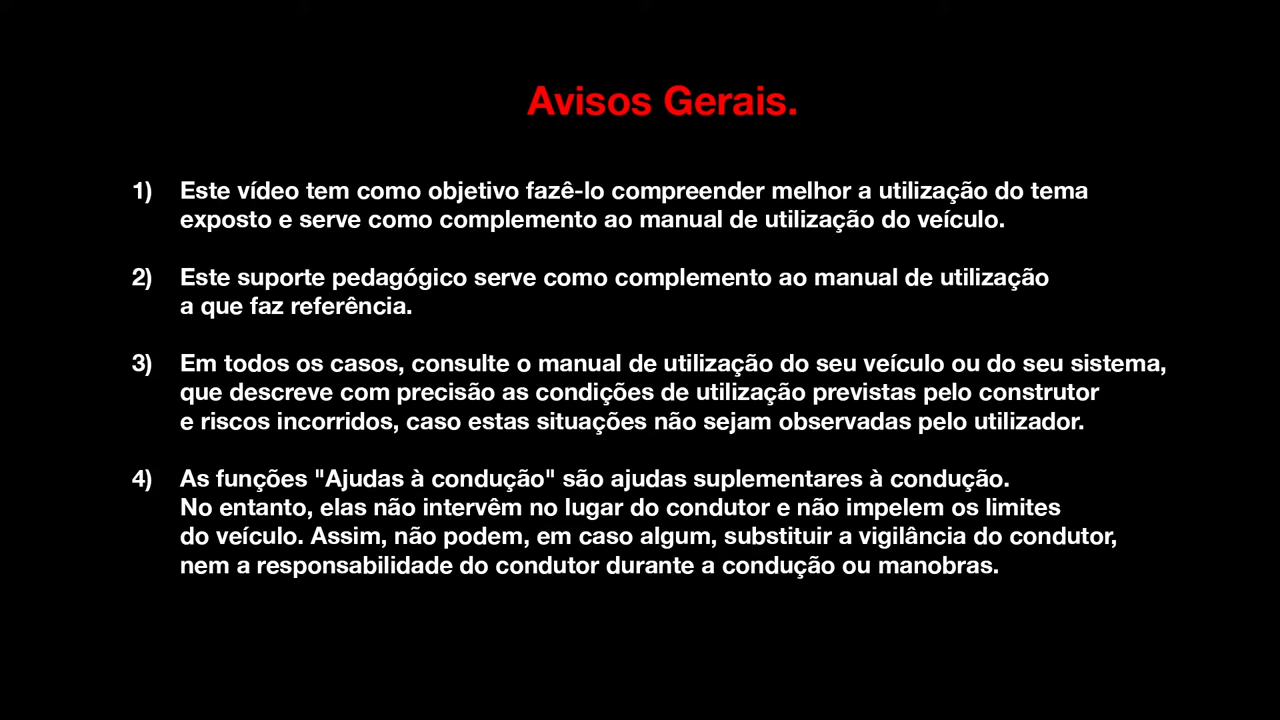 Avisos Gerais.
1) Este vídeo tem como objetivo fazê-lo compreender melhor a utilização do tema
exposto e serve como complemento ao manual de utilização do veículo.
2) Este suporte pedagógico serve como complemento ao manual de utilização
a que faz referência.
3) Em todos os casos, consulte o manual de utilização do seu veículo ou do seu sistema,
que descreve com precisão as condições de utilização previstas pelo construtor
e riscos incorridos, caso estas situações não sejam observadas pelo utilizador.
4) As funções "Ajudas à condução" são ajudas suplementares à condução.
No entanto, elas não intervêm no lugar do condutor e não impelem os limites
do veículo. Assim, não podem, em caso algum, substituir a vigilância do condutor,
nem a responsabilidade do condutor durante a condução ou manobras.